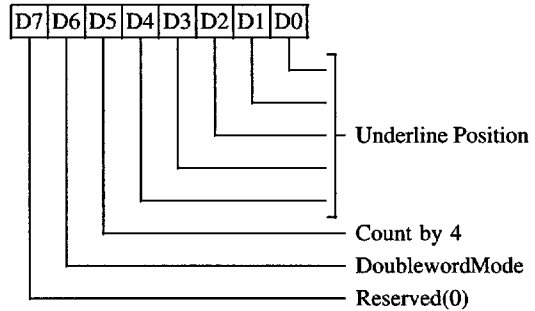 D7 D6 D5 D4 D3 D2 D1 D0
Underline Position
Count by 4
DoublewordMode
Reserved(0)